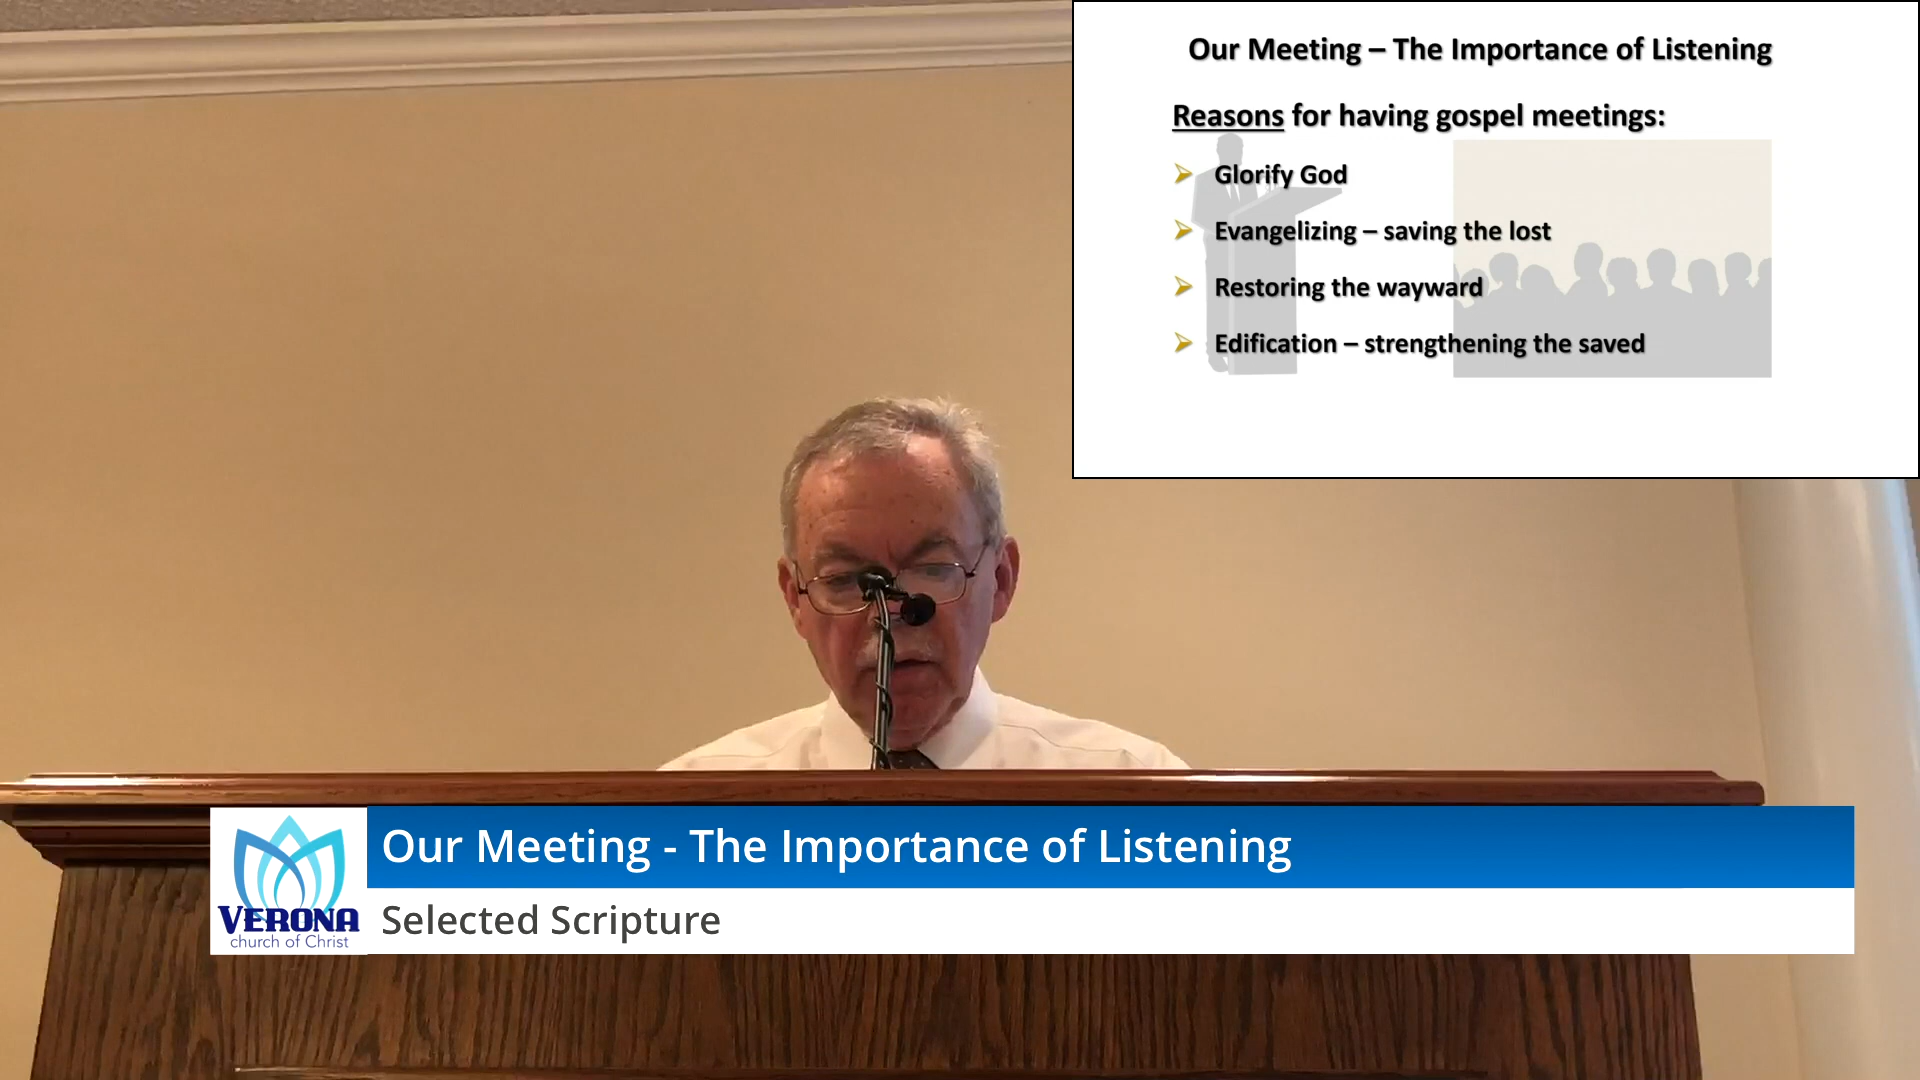 Our Meeting – The Importance of Listening
Reasons for having gospel meetings:
Glorify God
Evangelizing – saving the lost
Restoring the wayward
Edification – strengthening the saved
Our Meeting - The Importance of Listening
Selected Scripture
VERONA
church of Christ